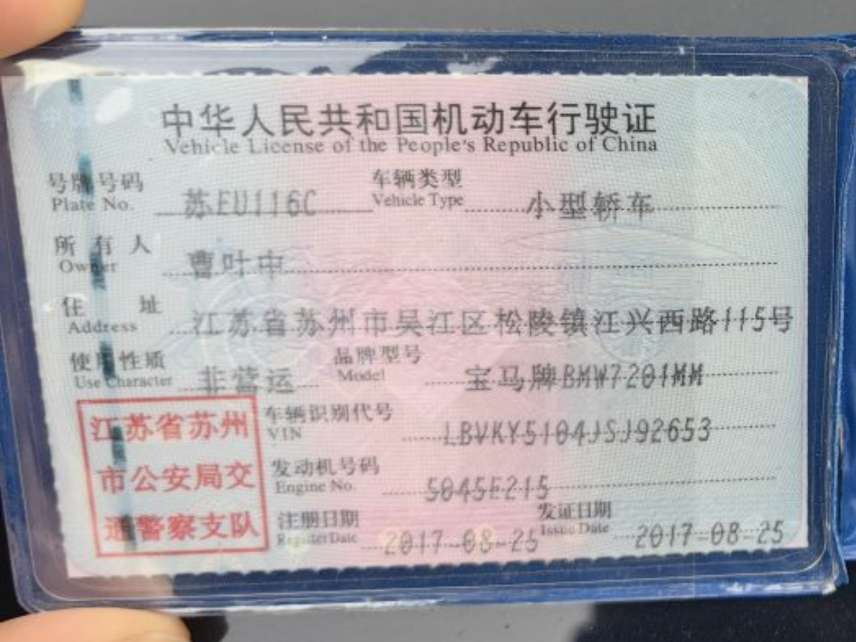 中华人民共和国机动车行驶证
Vehicle License of the People's Republic of China
号牌号码 苏EU116C 车辆类型 小型轿车
Plate No. Vehicle Type
所有人 曹叶中
Owner
住址 江苏省苏州市吴江区松陵镇江兴西路115号
Address
使用性质 非营运 品牌型号 宝马牌BMW7201MM
Use Character Model
江苏省苏州
市公安局交
通警察支队
车辆识别代号 LBVKY5104JSJ92653
VIN
发动机号码 5045E215
Engine No.
注册日期 2017-08-25 发证日期 2017-08-25
Register Date Issue Date